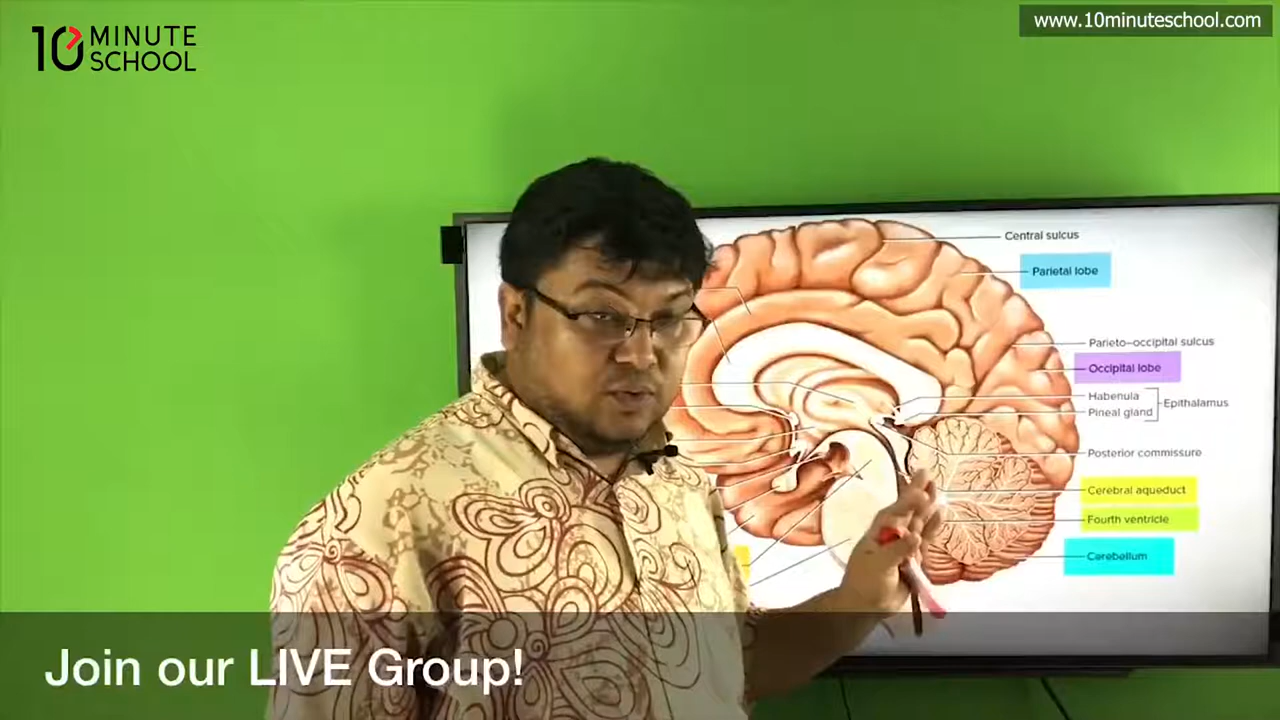 10 MINUTE
SCHOOL
www.10minuteschool.com
Central sulcus
Parietal lobe
Parieto–occipital sulcus
Occipital lobe
Habenula
Epithalamus
Pineal gland
Posterior commissure
Cerebral aqueduct
Fourth ventricle
Cerebellum
Join our LIVE Group!